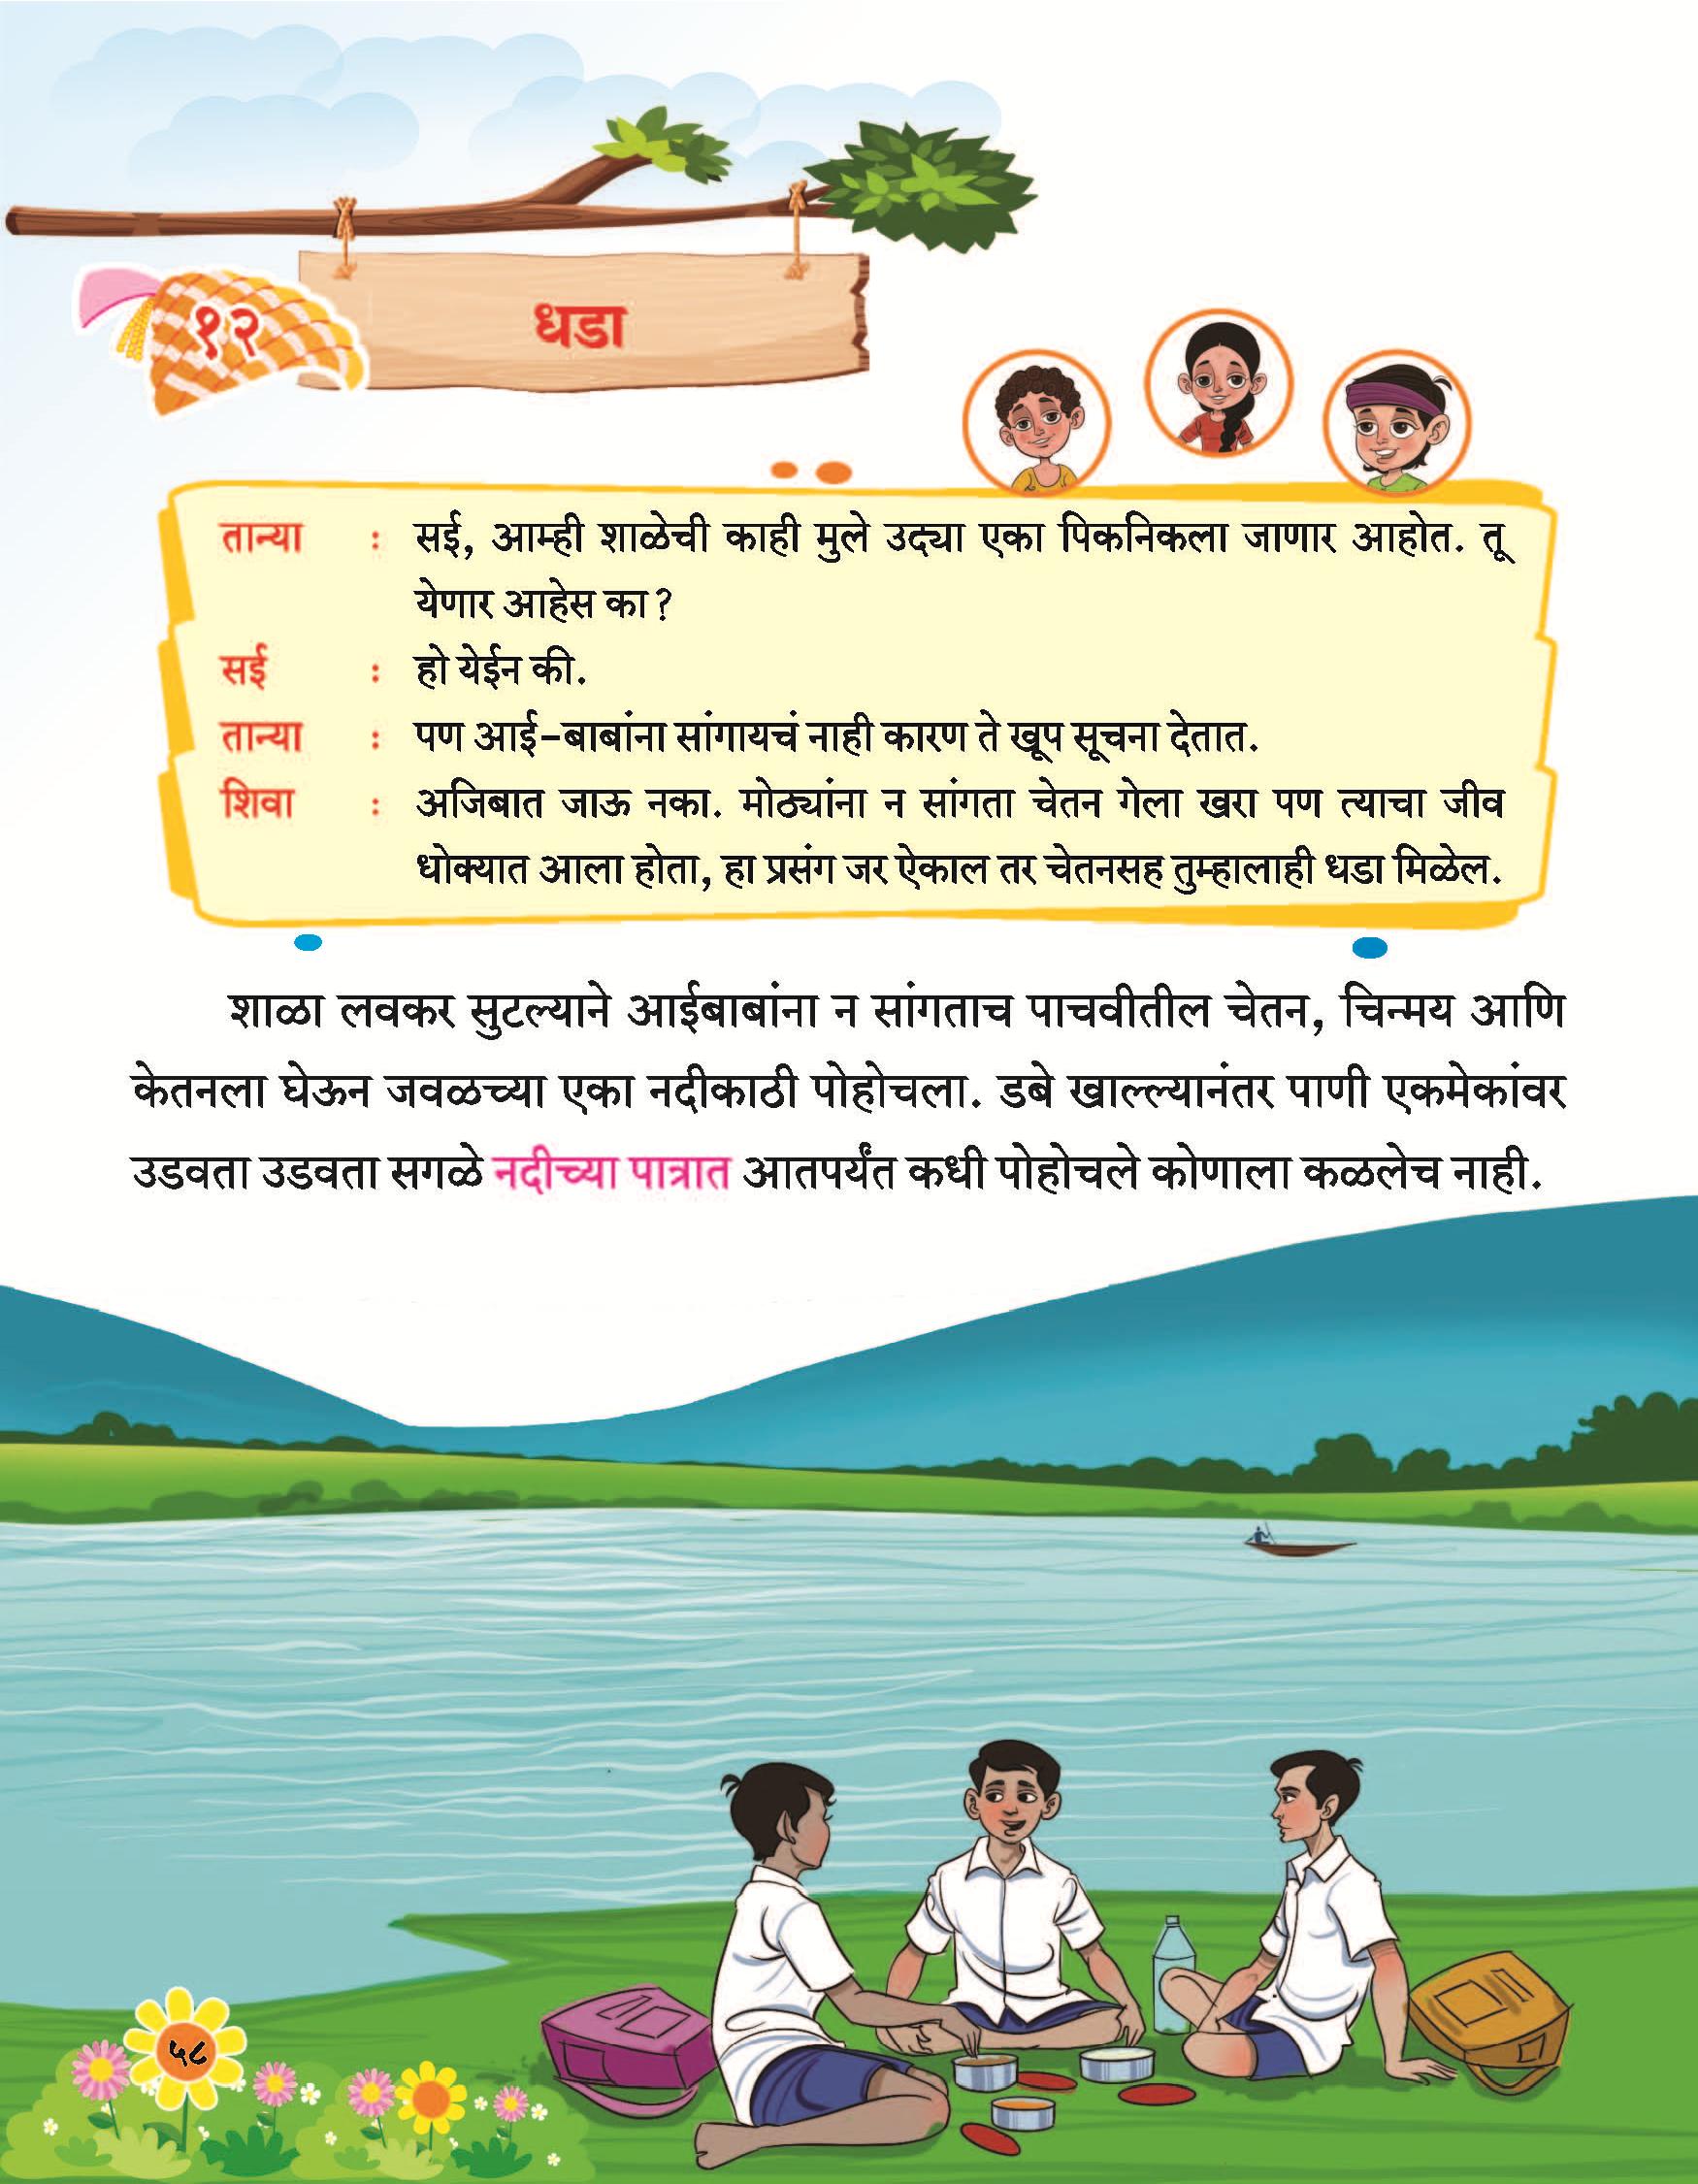 १२
धडा
तान्या : सई, आम्ही शाळेची काही मुले उद्या एका पिकनिकला जाणार आहोत. तू
येणार आहेस का?
सई : हो येईन की.
तान्या : पण आई-बाबांना सांगायचं नाही कारण ते खूप सूचना देतात.
शिवा : अजिबात जाऊ नका. मोठ्यांना न सांगता चेतन गेला खरा पण त्याचा जीव
धोक्यात आला होता, हा प्रसंग जर ऐकाल तर चेतनसह तुम्हालाही धडा मिळेल.
शाळा लवकर सुटल्याने आईबाबांना न सांगताच पाचवीतील चेतन, चिन्मय आणि
केतनला घेऊन जवळच्या एका नदीकाठी पोहोचला. डबे खाल्ल्यानंतर पाणी एकमेकांवर
उडवता उडवता सगळे नदीच्या पात्रात आतपर्यंत कधी पोहोचले कोणाला कळलेच नाही.
५८